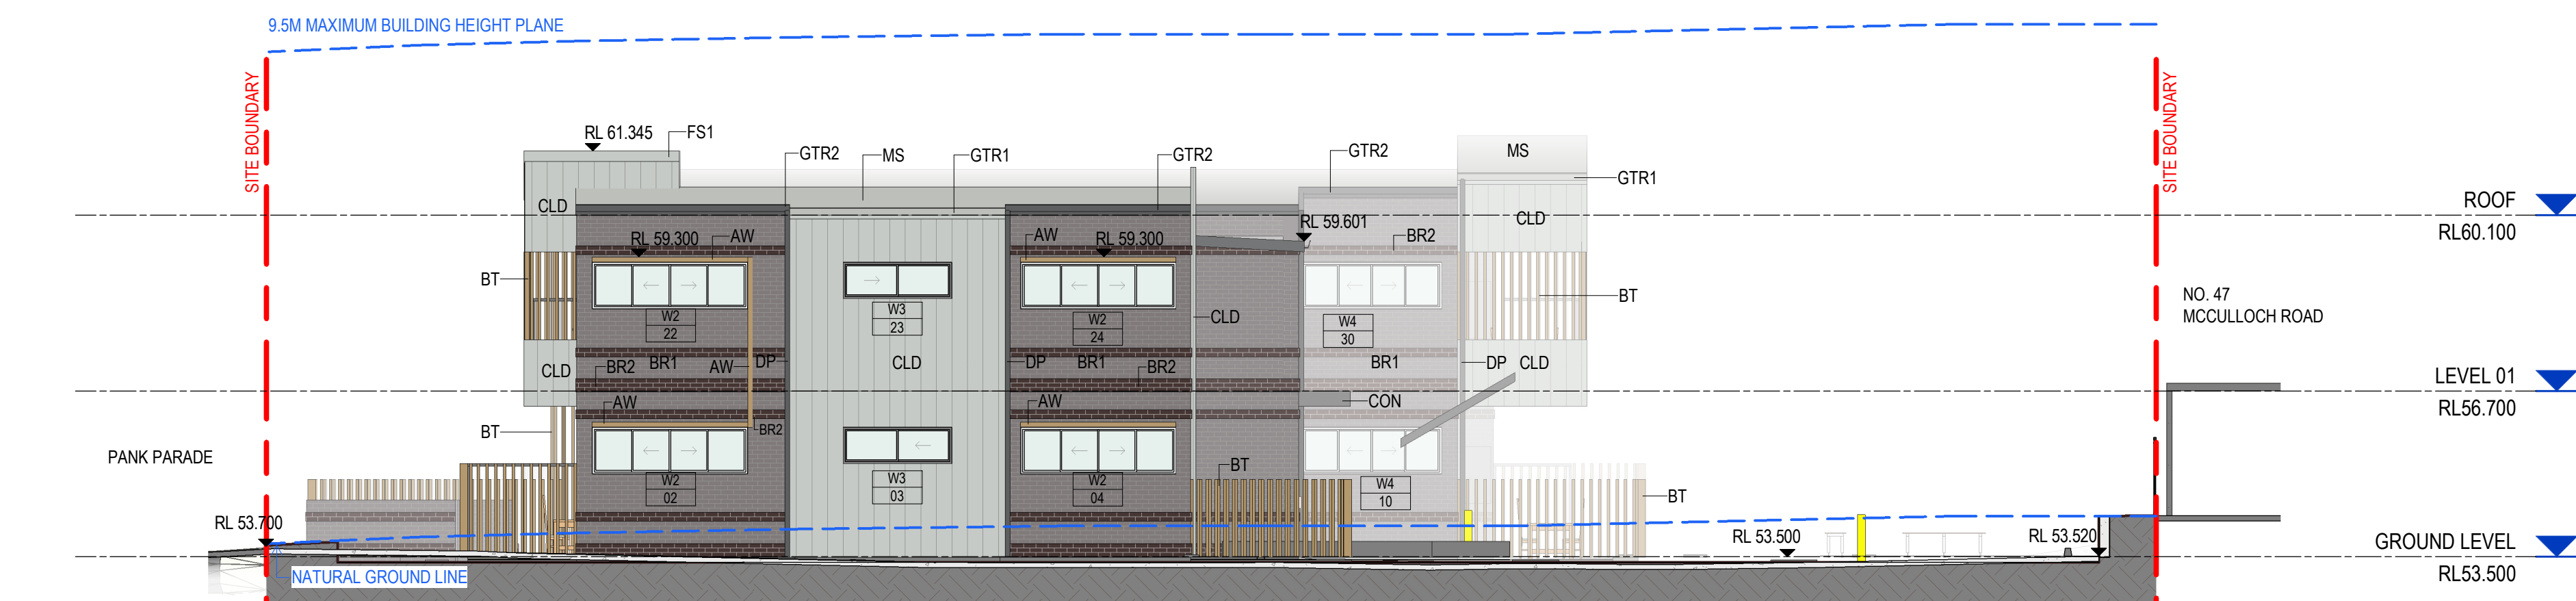 9.5M MAXIMUM BUILDING HEIGHT PLANE
SITE BOUNDARY
SITE BOUNDARY
RL 61.345
FS1
GTR2
MS
GTR1
GTR2
GTR2
MS
GTR1
CLD
CLD
ROOF
RL60.100
AW
RL 59.300
AW
RL 59.300
RL 59.601
BR2
BT
BT
NO. 47
MCCULLOCH ROAD
W2
22
W3
23
W2
24
CLD
W4
30
CLD
BR2
BR1
AW
DP
CLD
DP
BR1
BR2
BR1
DP
CLD
LEVEL 01
RL56.700
AW
AW
CON
BT
BR2
PANK PARADE
BT
W2
02
W3
03
W2
04
W4
10
BT
RL 53.700
RL 53.500
RL 53.520
GROUND LEVEL
RL53.500
NATURAL GROUND LINE